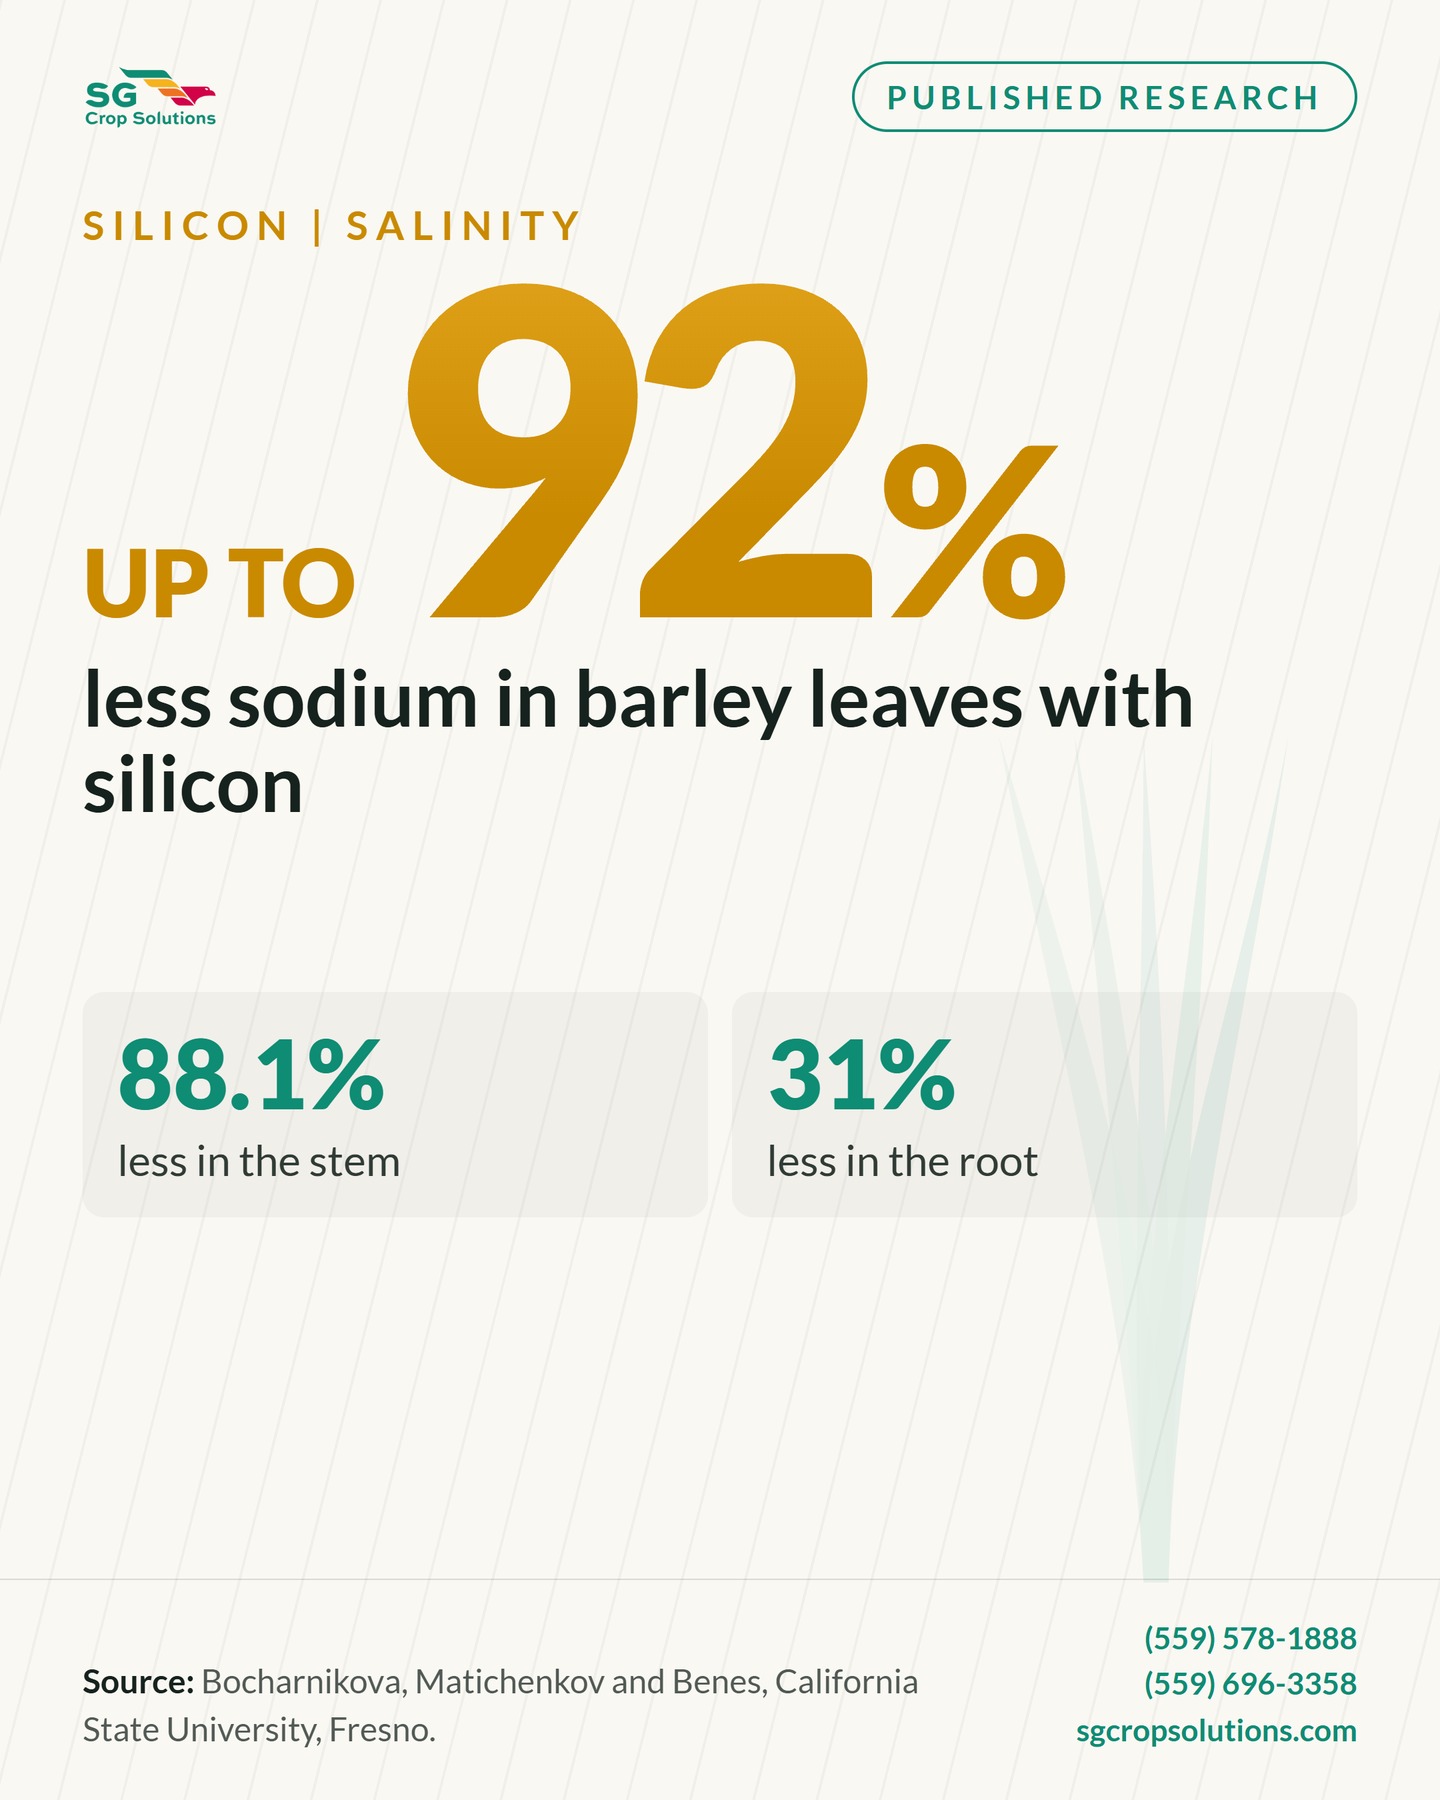 SG
Crop Solutions
PUBLISHED RESEARCH
SILICON | SALINITY
UP TO 92%
less sodium in barley leaves with
silicon
88.1%
less in the stem
31%
less in the root
Source: Bocharnikova, Matichenkov and Benes, California
State University, Fresno.
(559) 578-1888
(559) 696-3358
sgcropsolutions.com